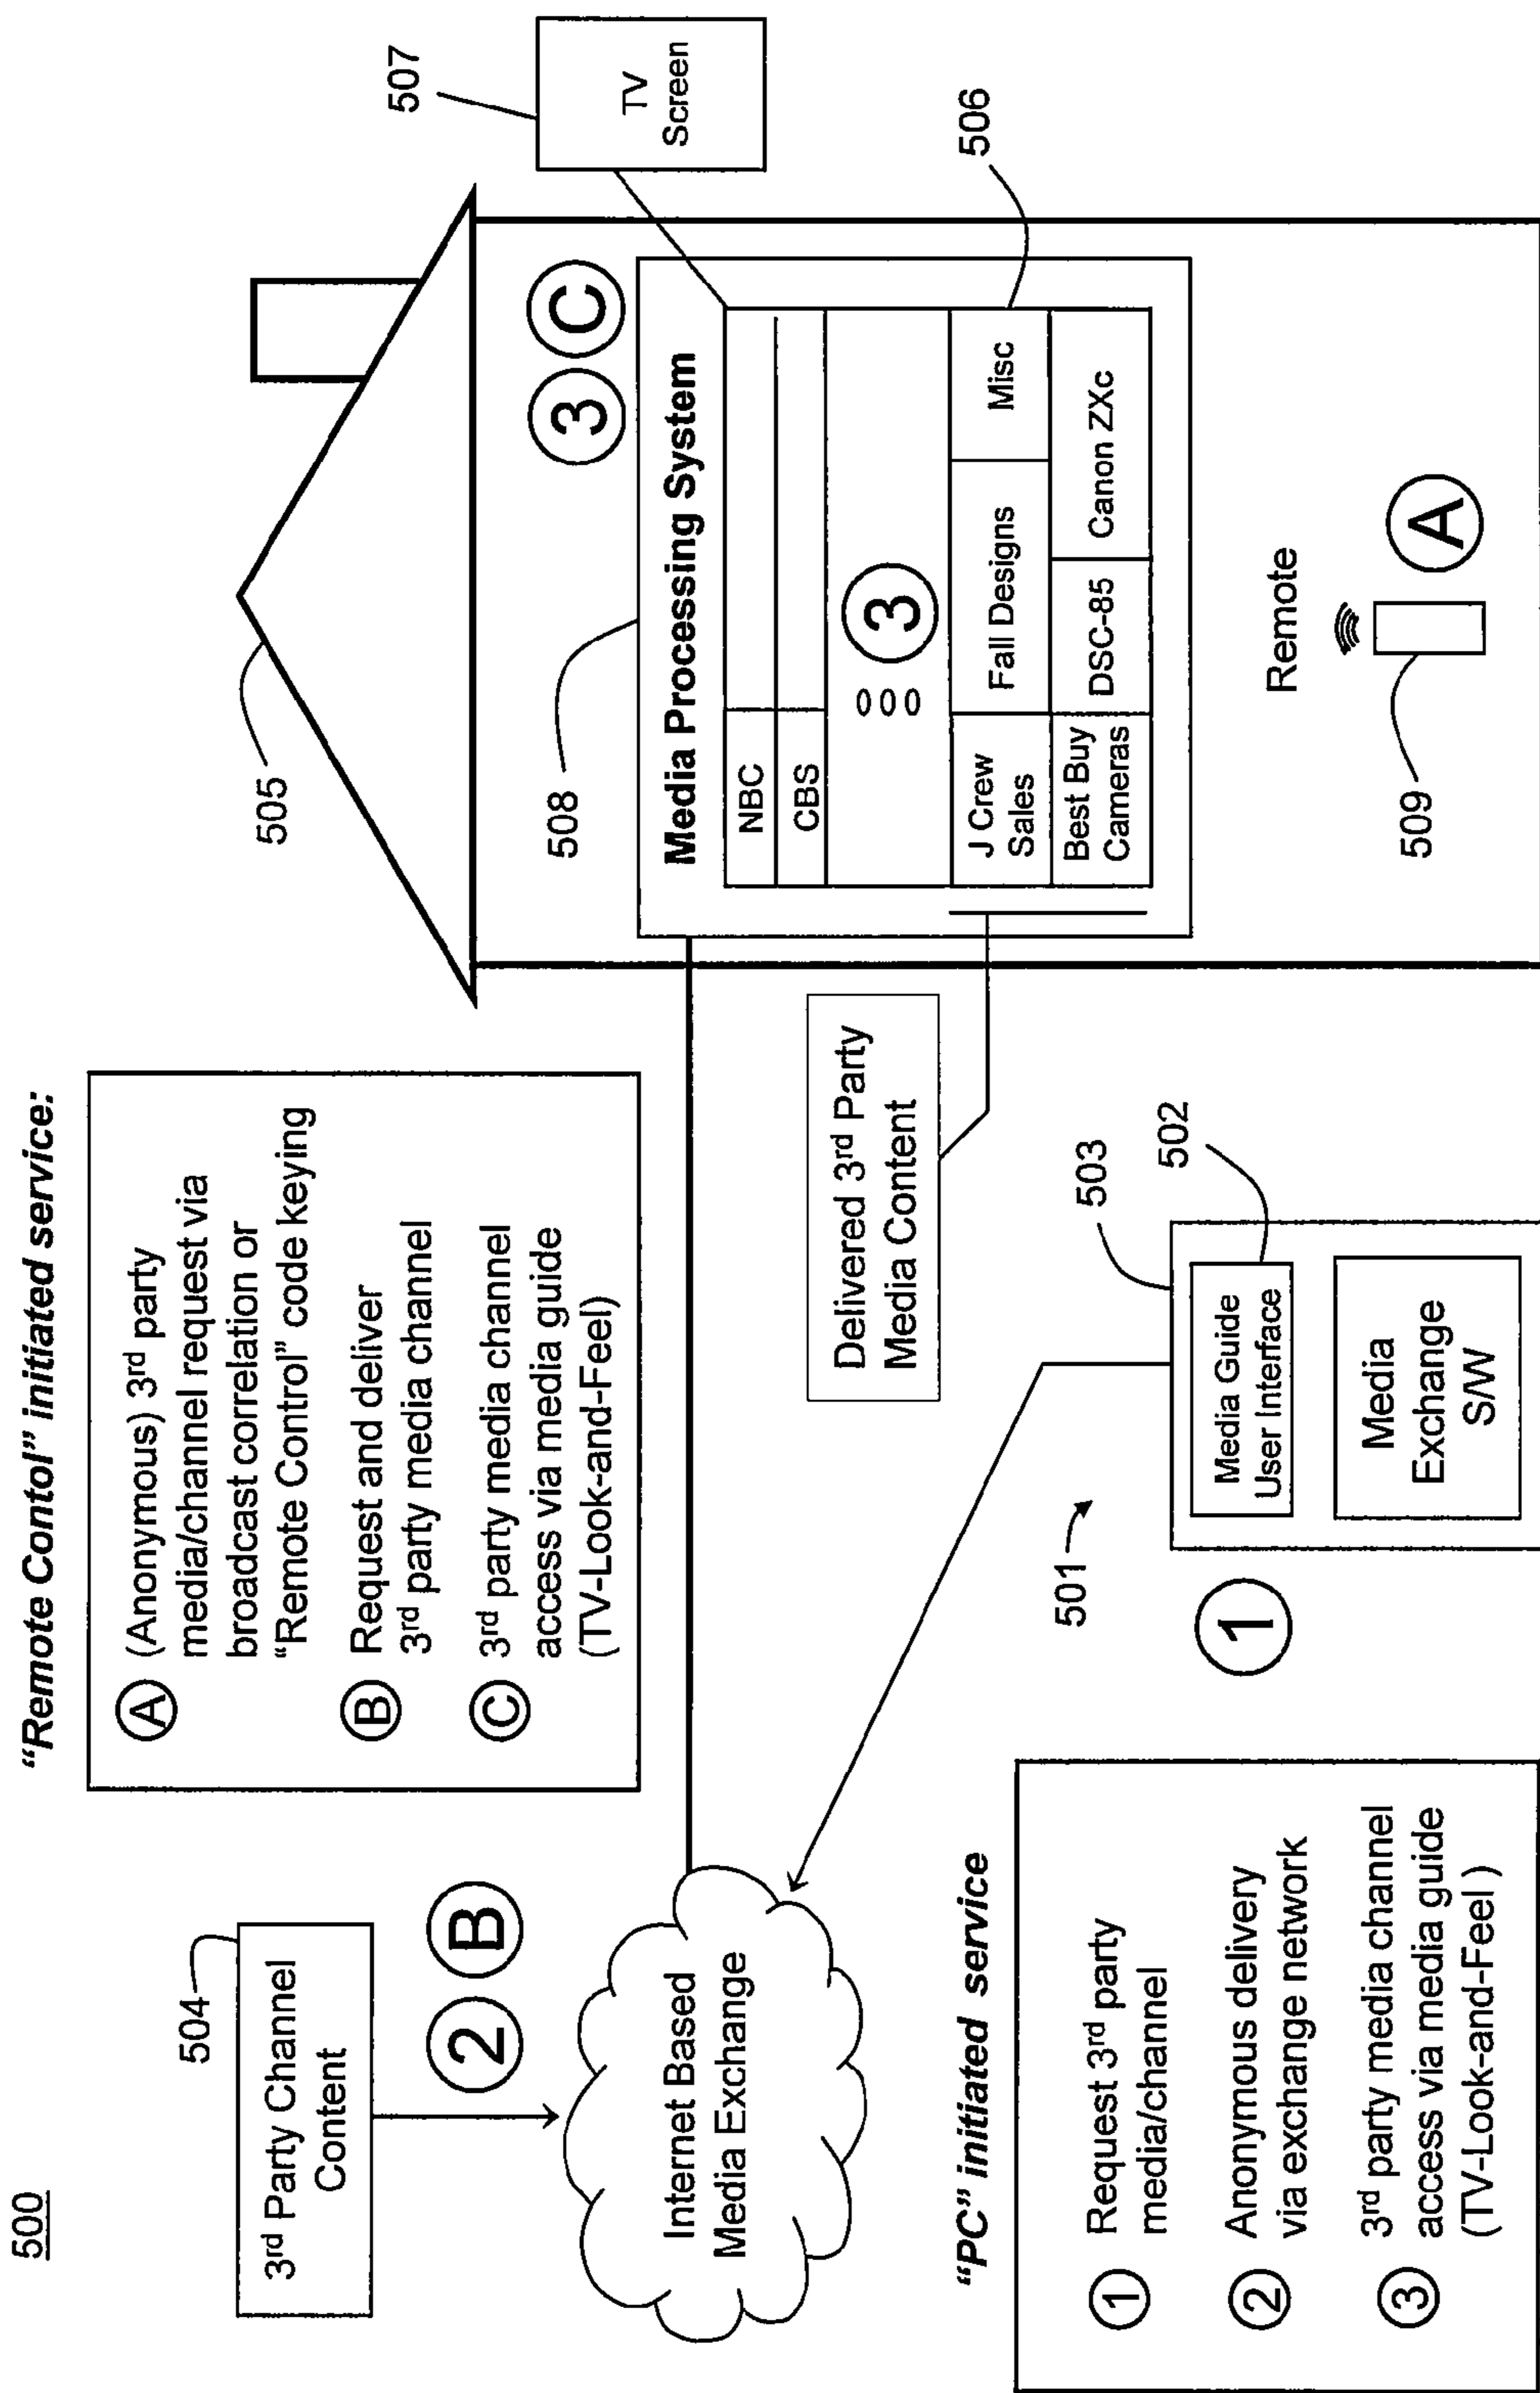 500
"Remote Contol" initiated service:
A (Anonymous) 3rd party
media/channel request via
broadcast correlation or
"Remote Control" code keying
B Request and deliver
3rd party media channel
C 3rd party media channel
access via media guide
(TV-Look-and-Feel)
504
3rd Party Channel
Content
2 B
Internet Based
Media Exchange
"PC" initiated service
1 Request 3rd party
media/channel
2 Anonymous delivery
via exchange network
3 3rd party media channel
access via media guide
(TV-Look-and-Feel )
Delivered 3rd Party
Media Content
501
1
503
502
Media Guide
User Interface
Media
Exchange
S/W
505
3 C
508
Media Processing System
NBC
CBS
000
3
J Crew
Sales
Fall Designs
Misc
Best Buy
Cameras
DSC-85
Canon ZXc
507
TV
Screen
506
Remote
509
A